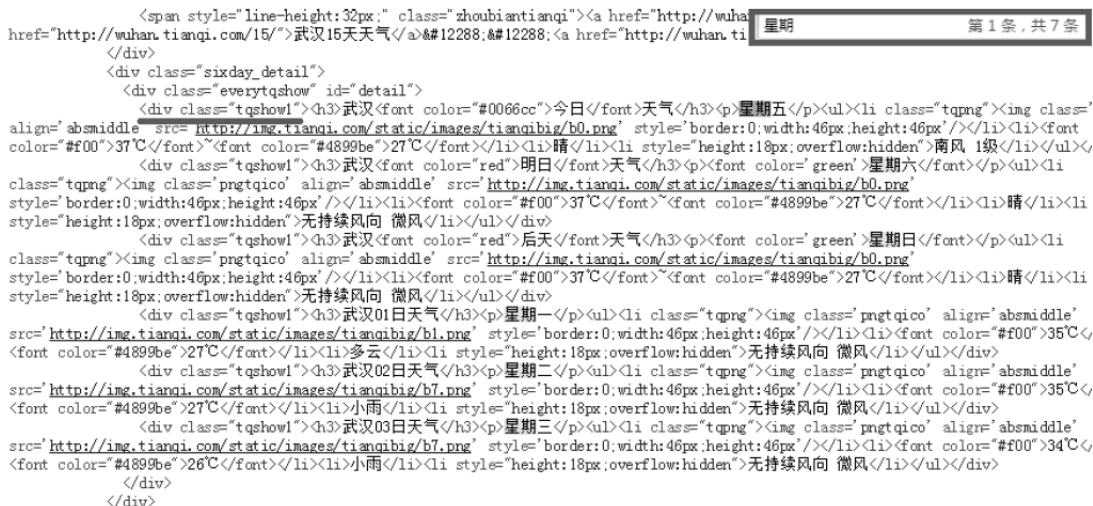 <span style="line-height:32px;" class="zhoubiantianqi"><a href="http://wuha
星期 第1条,共7条
href="http://wuhan.tianqi.com/15/">武汉15天天气</a>&#12288;&#12288;<a href="http://wuhan.ti
</div>
<div class="sixday_detail">
<div class="everytqshow" id="detail">
<div class="tqshow1"><h3>武汉<font color="#0066cc">今日</font>天气</h3><p>星期五</p><ul><li class="tqpng"><img class='
align='absmiddle' src='http://img.tianqi.com/static/images/tianqibig/b0.png' style='border:0;width:46px;height:46px'/></li><li><font
color="#f00">37℃</font>~<font color="#4899be">27℃</font></li><li>晴</li><li style="height:18px;overflow:hidden">南风 1级</li></ul></
<div class="tqshow1"><h3>武汉<font color="red">明日</font>天气</h3><p><font color='green'>星期六</font></p><ul><li
class="tqpng"><img class='pngtqico' align='absmiddle' src='http://img.tianqi.com/static/images/tianqibig/b0.png'
style='border:0;width:46px;height:46px'/></li><li><font color="#f00">37℃</font>~<font color="#4899be">27℃</font></li><li>晴</li><li
style="height:18px;overflow:hidden">无持续风向 微风</li></ul></div>
<div class="tqshow1"><h3>武汉<font color="red">后天</font>天气</h3><p><font color='green'>星期日</font></p><ul><li
class="tqpng"><img class='pngtqico' align='absmiddle' src='http://img.tianqi.com/static/images/tianqibig/b0.png'
style='border:0;width:46px;height:46px'/></li><li><font color="#f00">37℃</font>~<font color="#4899be">27℃</font></li><li>晴</li><li
style="height:18px;overflow:hidden">无持续风向 微风</li></ul></div>
<div class="tqshow1"><h3>武汉01日天气</h3><p>星期一</p><ul><li class="tqpng"><img class='pngtqico' align='absmiddle'
src='http://img.tianqi.com/static/images/tianqibig/b1.png' style='border:0;width:46px;height:46px'/></li><li><font color="#f00">35℃</
<font color="#4899be">27℃</font></li><li>多云</li><li style="height:18px;overflow:hidden">无持续风向 微风</li></ul></div>
<div class="tqshow1"><h3>武汉02日天气</h3><p>星期二</p><ul><li class="tqpng"><img class='pngtqico' align='absmiddle'
src='http://img.tianqi.com/static/images/tianqibig/b7.png' style='border:0;width:46px;height:46px'/></li><li><font color="#f00">35℃</
<font color="#4899be">27℃</font></li><li>小雨</li><li style="height:18px;overflow:hidden">无持续风向 微风</li></ul></div>
<div class="tqshow1"><h3>武汉03日天气</h3><p>星期三</p><ul><li class="tqpng"><img class='pngtqico' align='absmiddle'
src='http://img.tianqi.com/static/images/tianqibig/b7.png' style='border:0;width:46px;height:46px'/></li><li><font color="#f00">34℃</
<font color="#4899be">26℃</font></li><li>小雨</li><li style="height:18px;overflow:hidden">无持续风向 微风</li></ul></div>
</div>
</div>